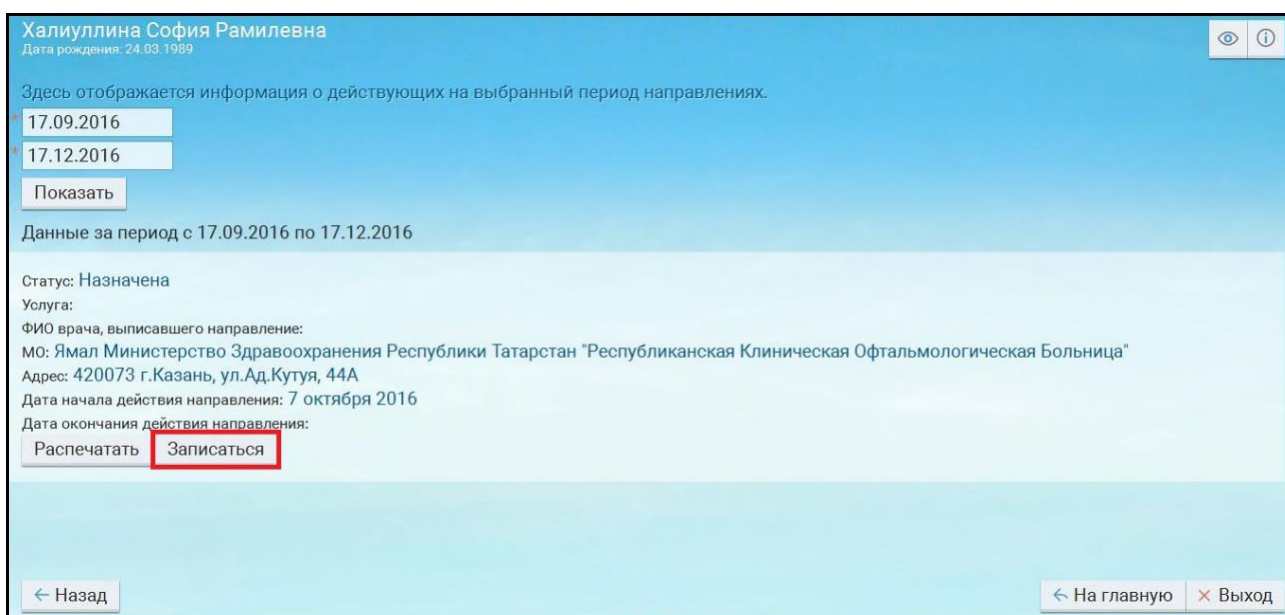 Халиуллина София Рамилевна
Дата рождения: 24.03.1989
Здесь отображается информация о действующих на выбранный период направлениях.
* 17.09.2016
* 17.12.2016
Показать
Данные за период с 17.09.2016 по 17.12.2016
Статус: Назначена
Услуга:
ФИО врача, выписавшего направление:
МО: Ямал Министерство Здравоохранения Республики Татарстан "Республиканская Клиническая Офтальмологическая Больница"
Адрес: 420073 г.Казань, ул.Ад.Кутуя, 44А
Дата начала действия направления: 7 октября 2016
Дата окончания действия направления:
Распечатать Записаться
Назад На главную Выход